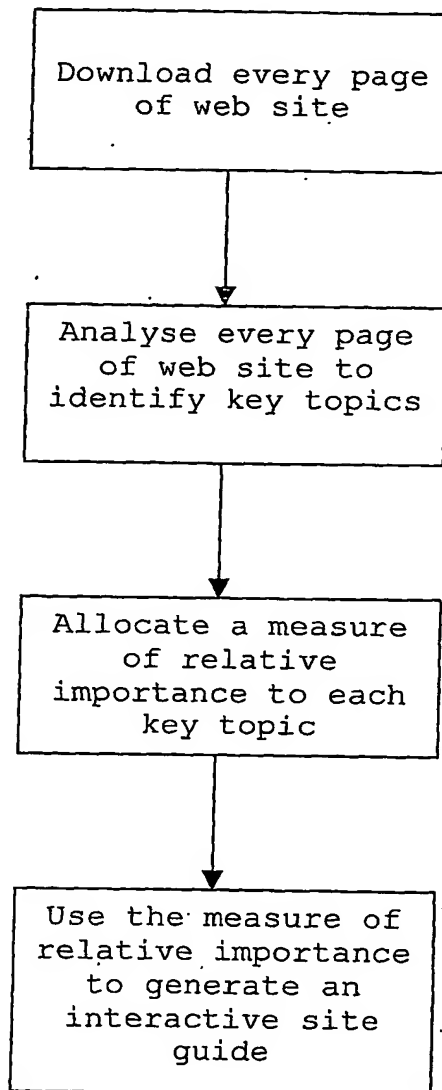 Download every page
of web site
Analyse every page
of web site to
identify key topics
Allocate a measure
of relative
importance to each
key topic
Use the measure of
relative importance
to generate an
interactive site
guide